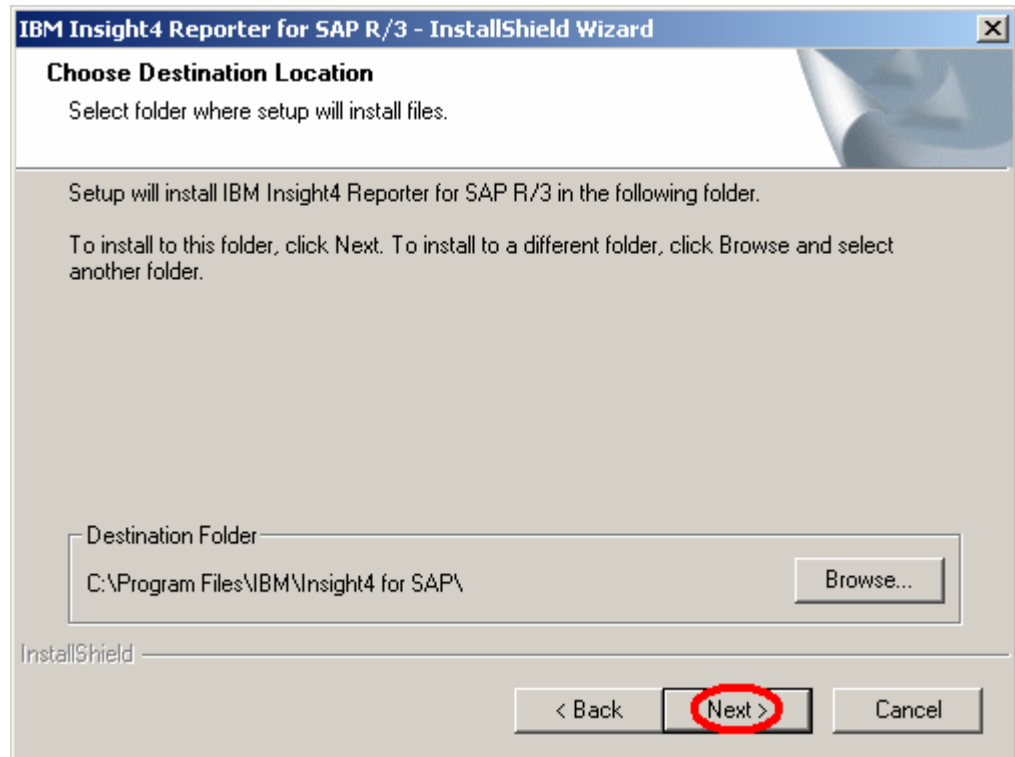 IBM Insight4 Reporter for SAP R/3 - InstallShield Wizard
Choose Destination Location
Select folder where setup will install files.
Setup will install IBM Insight4 Reporter for SAP R/3 in the following folder.
To install to this folder, click Next. To install to a different folder, click Browse and select
another folder.
Destination Folder
C:\Program Files\IBM\Insight4 for SAP\
Browse...
InstallShield
< Back
Next >
Cancel